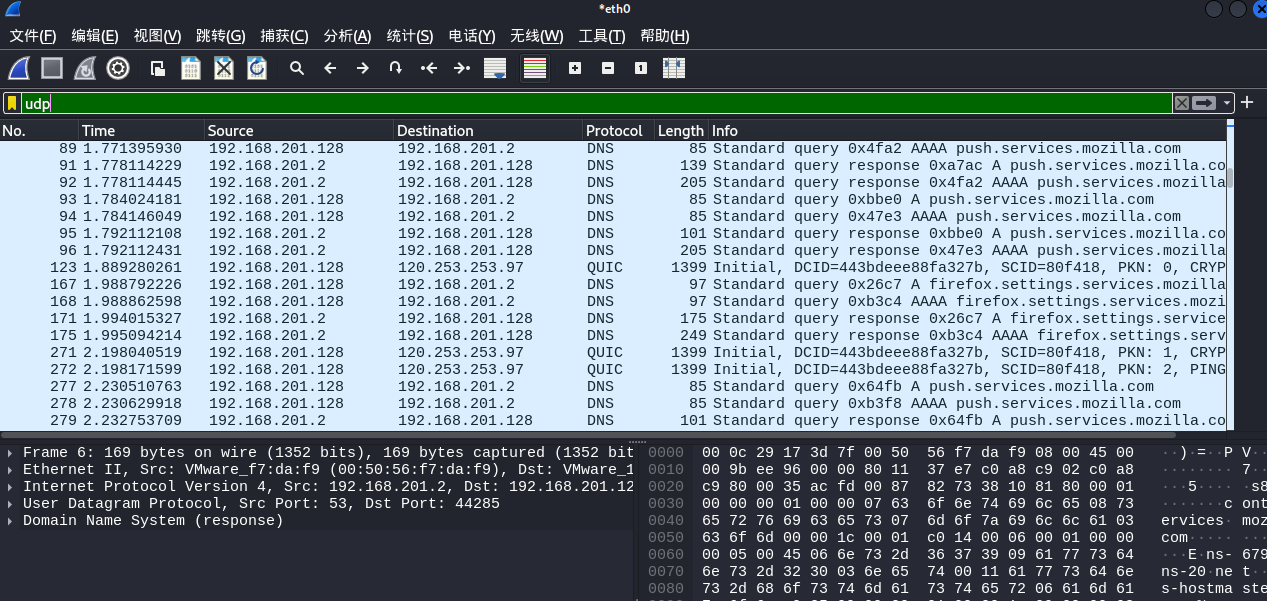 *eth0
文件(F) 编辑(E) 视图(V) 跳转(G) 捕获(C) 分析(A) 统计(S) 电话(Y) 无线(W) 工具(T) 帮助(H)
udp
No. Time Source Destination Protocol Length Info
89 1.771395930 192.168.201.128 192.168.201.2 DNS 85 Standard query 0x4fa2 AAAA push.services.mozilla.com
91 1.778114229 192.168.201.2 192.168.201.128 DNS 139 Standard query response 0xa7ac A push.services.mozilla.co
92 1.778114445 192.168.201.2 192.168.201.128 DNS 205 Standard query response 0x4fa2 AAAA push.services.mozilla
93 1.784024181 192.168.201.128 192.168.201.2 DNS 85 Standard query 0xbbe0 A push.services.mozilla.com
94 1.784146049 192.168.201.128 192.168.201.2 DNS 85 Standard query 0x47e3 AAAA push.services.mozilla.com
95 1.792112108 192.168.201.2 192.168.201.128 DNS 101 Standard query response 0xbbe0 A push.services.mozilla.co
96 1.792112431 192.168.201.2 192.168.201.128 DNS 205 Standard query response 0x47e3 AAAA push.services.mozilla
123 1.889280261 192.168.201.128 120.253.253.97 QUIC 1399 Initial, DCID=443bdeee88fa327b, SCID=80f418, PKN: 0, CRYP
167 1.988792226 192.168.201.128 192.168.201.2 DNS 97 Standard query 0x26c7 A firefox.settings.services.mozilla
168 1.988862598 192.168.201.128 192.168.201.2 DNS 97 Standard query 0xb3c4 AAAA firefox.settings.services.mozi
171 1.994015327 192.168.201.2 192.168.201.128 DNS 175 Standard query response 0x26c7 A firefox.settings.service
175 1.995094214 192.168.201.2 192.168.201.128 DNS 249 Standard query response 0xb3c4 AAAA firefox.settings.serv
271 2.198040519 192.168.201.128 120.253.253.97 QUIC 1399 Initial, DCID=443bdeee88fa327b, SCID=80f418, PKN: 1, CRYP
272 2.198171599 192.168.201.128 120.253.253.97 QUIC 1399 Initial, DCID=443bdeee88fa327b, SCID=80f418, PKN: 2, PING
277 2.230510763 192.168.201.128 192.168.201.2 DNS 85 Standard query 0x64fb A push.services.mozilla.com
278 2.230629918 192.168.201.128 192.168.201.2 DNS 85 Standard query 0xb3f8 AAAA push.services.mozilla.com
279 2.232753709 192.168.201.2 192.168.201.128 DNS 101 Standard query response 0x64fb A push.services.mozilla.co
Frame 6: 169 bytes on wire (1352 bits), 169 bytes captured (1352 bit
Ethernet II, Src: VMware_f7:da:f9 (00:50:56:f7:da:f9), Dst: VMware_1
Internet Protocol Version 4, Src: 192.168.201.2, Dst: 192.168.201.12
User Datagram Protocol, Src Port: 53, Dst Port: 44285
Domain Name System (response)
0000 00 0c 29 17 3d 7f 00 50 56 f7 da f9 08 00 45 00 ··)·=··P V·
0010 00 9b ee 96 00 00 80 11 37 e7 c0 a8 c9 02 c0 a8 ········ 7·
0020 c9 80 00 35 ac fd 00 87 82 73 38 10 81 80 00 01 ···5···· ·s8
0030 00 00 00 01 00 00 07 63 6f 6e 74 69 6c 65 08 73 ·······c ont
0040 65 72 76 69 63 65 73 07 6d 6f 7a 69 6c 6c 61 03 ervices· moz
0050 63 6f 6d 00 00 1c 00 01 c0 14 00 06 00 01 00 00 com····· ···
0060 00 05 00 45 06 6e 73 2d 36 37 39 09 61 77 73 64 ···E·ns- 679
0070 6e 73 2d 32 30 03 6e 65 74 00 11 61 77 73 64 6e ns-20·ne t··
0080 73 2d 68 6f 73 74 6d 61 73 74 65 72 06 61 6d 61 s-hostma ste